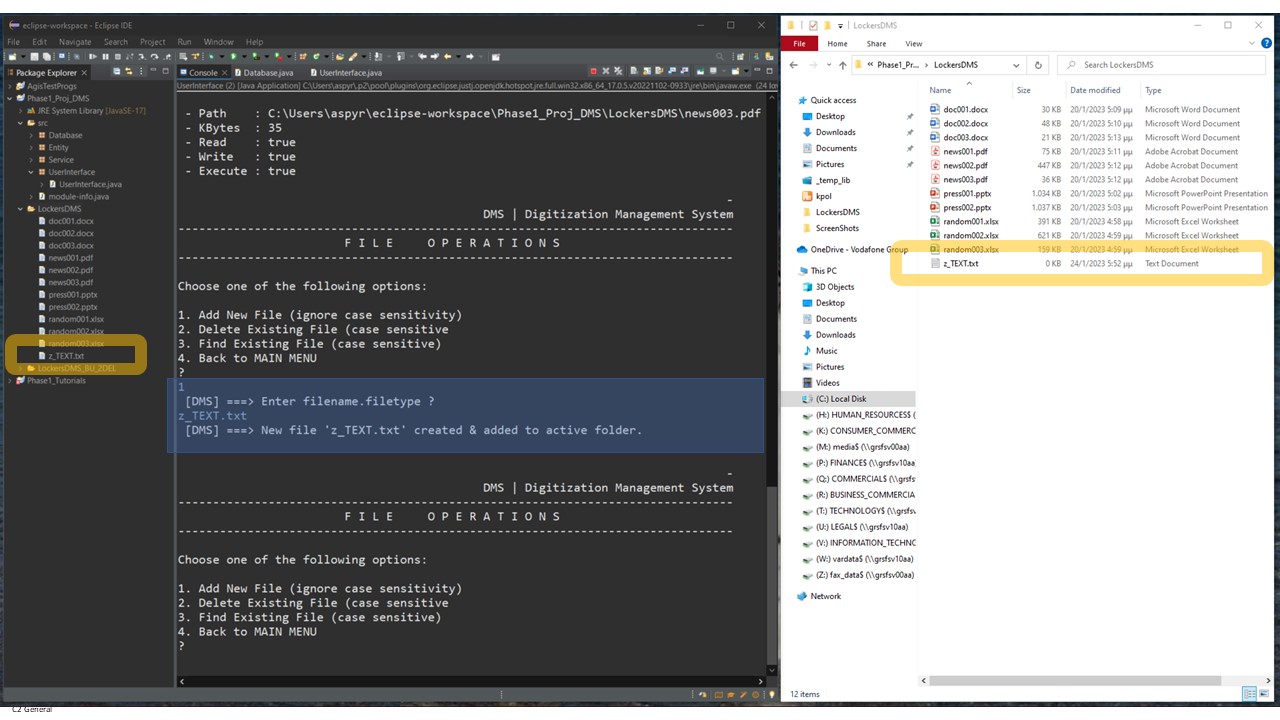 eclipse-workspace - Eclipse IDE
File Edit Navigate Search Project Run Window Help
Package Explorer
Console Database.java UserInterface.java
AgisTestProgs
Phase1_Proj_DMS
JRE System Library [JavaSE-17]
src
Database
Entity
Service
UserInterface
UserInterface.java
module-info.java
LockersDMS
doc001.docx
doc002.docx
doc003.docx
news001.pdf
news002.pdf
news003.pdf
press001.pptx
press002.pptx
random001.xlsx
random002.xlsx
random003.xlsx
z_TEXT.txt
LockersDMS_BU_2DEL
Phase1_Tutorials
UserInterface (2) [Java Application] C:\Users\aspyr\.p2\pool\plugins\org.eclipse.justj.openjdk.hotspot.jre.full.win32.x86_64_17.0.5.v20221102-0933\jre\bin\javaw.exe (24 Ian
- Path : C:\Users\aspyr\eclipse-workspace\Phase1_Proj_DMS\LockersDMS\news003.pdf
- KBytes : 35
- Read : true
- Write : true
- Execute : true
-
DMS | Digitization Management System
--------------------------------------------------------------------------------
F I L E O P E R A T I O N S
--------------------------------------------------------------------------------
Choose one of the following options:
1. Add New File (ignore case sensitivity)
2. Delete Existing File (case sensitive
3. Find Existing File (case sensitive)
4. Back to MAIN MENU
?
1
[DMS] ===> Enter filename.filetype ?
z_TEXT.txt
[DMS] ===> New file 'z_TEXT.txt' created & added to active folder.
-
DMS | Digitization Management System
--------------------------------------------------------------------------------
F I L E O P E R A T I O N S
--------------------------------------------------------------------------------
Choose one of the following options:
1. Add New File (ignore case sensitivity)
2. Delete Existing File (case sensitive
3. Find Existing File (case sensitive)
4. Back to MAIN MENU
?
LockersDMS
File Home Share View
« Phase1_Pr... › LockersDMS
Search LockersDMS
Quick access
Desktop
Downloads
Documents
Pictures
_temp_lib
kpol
LockersDMS
ScreenShots
OneDrive - Vodafone Group
This PC
3D Objects
Desktop
Documents
Downloads
Music
Pictures
Videos
(C:) Local Disk
(H:) HUMAN_RESOURCES$ (
(K:) CONSUMER_COMMERC
(M:) media$ (\\grsfsv00aa)
(P:) FINANCE$ (\\grsfsv10aa
(Q:) COMMERCIAL$ (\\grsfs
(R:) BUSINESS_COMMERCIA
(T:) TECHNOLOGY$ (\\grsfsv
(U:) LEGAL$ (\\grsfsv10aa)
(V:) INFORMATION_TECHNO
(W:) vardata$ (\\grsfsv10aa)
(Z:) fax_data$ (\\grsfsv00aa)
Network
Name Size Date modified Type
doc001.docx 30 KB 20/1/2023 5:09 μμ Microsoft Word Document
doc002.docx 48 KB 20/1/2023 5:10 μμ Microsoft Word Document
doc003.docx 21 KB 20/1/2023 5:13 μμ Microsoft Word Document
news001.pdf 75 KB 20/1/2023 5:11 μμ Adobe Acrobat Document
news002.pdf 447 KB 20/1/2023 5:12 μμ Adobe Acrobat Document
news003.pdf 36 KB 20/1/2023 5:12 μμ Adobe Acrobat Document
press001.pptx 1.034 KB 20/1/2023 5:02 μμ Microsoft PowerPoint Presentation
press002.pptx 1.037 KB 20/1/2023 5:03 μμ Microsoft PowerPoint Presentation
random001.xlsx 391 KB 20/1/2023 4:58 μμ Microsoft Excel Worksheet
random002.xlsx 621 KB 20/1/2023 4:59 μμ Microsoft Excel Worksheet
random003.xlsx 159 KB 20/1/2023 4:59 μμ Microsoft Excel Worksheet
z_TEXT.txt 0 KB 24/1/2023 5:52 μμ Text Document
12 items
C2 General